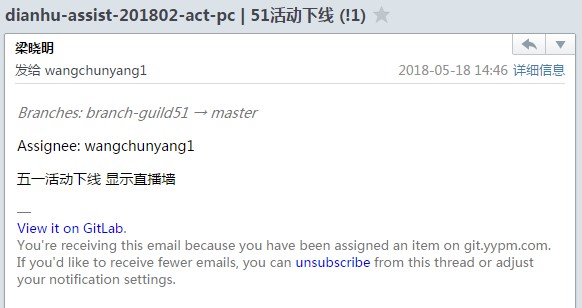 dianhu-assist-201802-act-pc | 51活动下线 (!1)
梁晓明
发给 wangchunyang1
2018-05-18 14:46 详细信息
Branches: branch-guild51 → master
Assignee: wangchunyang1
五一活动下线 显示直播墙
—
View it on GitLab.
You're receiving this email because you have been assigned an item on git.yypm.com.
If you'd like to receive fewer emails, you can unsubscribe from this thread or adjust
your notification settings.